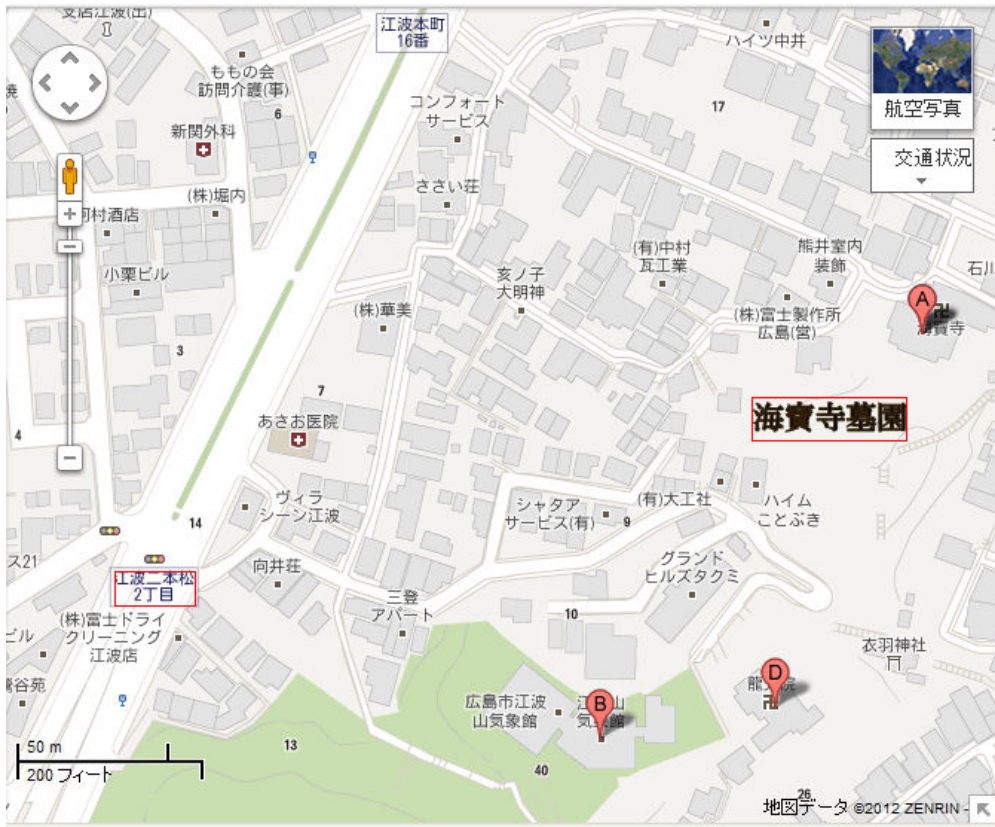 支店江波(出)
江波本町
16番
ももの会
訪問介護(事)
6
新関外科
(株)堀内
コンフォート
サービス
ささい荘
ハイツ中井
17
航空写真
交通状況
村酒店
小栗ビル
3
(株)華美
亥ノ子
大明神
(有)中村
瓦工業
熊井室内
装飾
石川
(株)富士製作所
広島(営)
A
海寶寺
7
あさお医院
4
海寶寺墓園
ヴィラ
シーン江波
14
シャタア
サービス(有)
9
(有)大工社
ハイム
ことぶき
ス21
江波二本松
2丁目
向井荘
三登
アパート
グランド
ヒルズタクミ
10
(株)富士ドライ
クリーニング
江波店
ビル
谷苑
衣羽神社
D
広島市江波
山気象館
B
13
40
26
50 m
200 フィート
地図データ ©2012 ZENRIN -